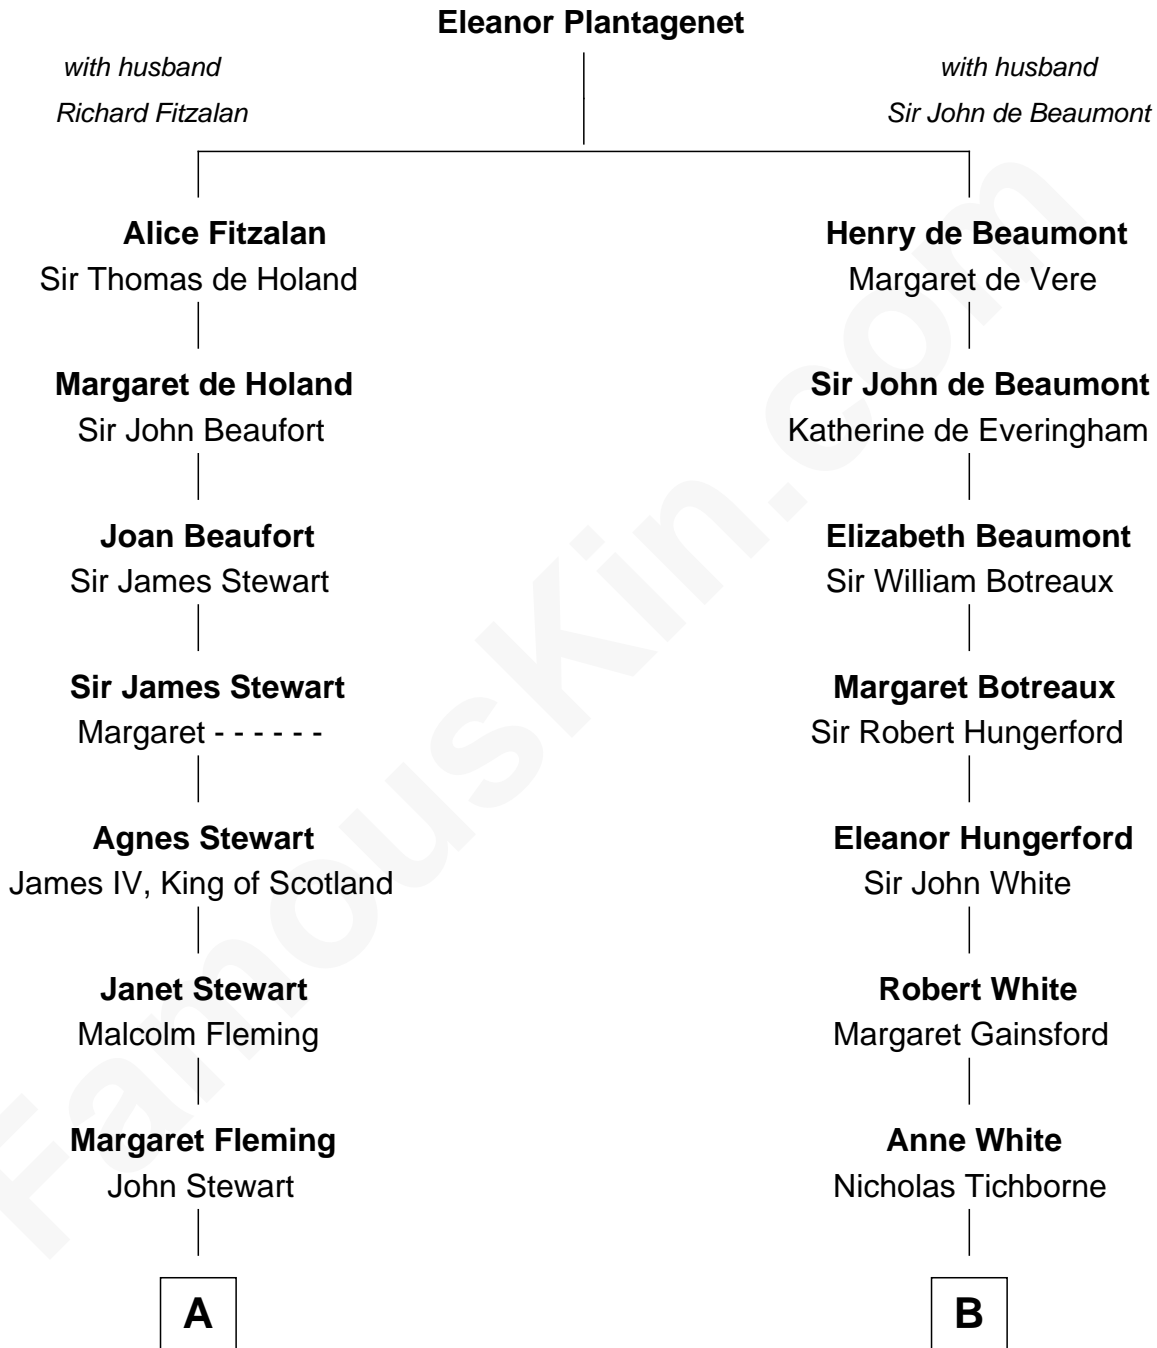 Eleanor Plantagenet
with husband
Richard Fitzalan
with husband
Sir John de Beaumont
Alice Fitzalan
Sir Thomas de Holand
Henry de Beaumont
Margaret de Vere
Margaret de Holand
Sir John Beaufort
Sir John de Beaumont
Katherine de Everingham
Joan Beaufort
Sir James Stewart
Elizabeth Beaumont
Sir William Botreaux
Sir James Stewart
Margaret - - - - - -
Margaret Botreaux
Sir Robert Hungerford
Agnes Stewart
James IV, King of Scotland
Eleanor Hungerford
Sir John White
Janet Stewart
Malcolm Fleming
Robert White
Margaret Gainsford
Margaret Fleming
John Stewart
Anne White
Nicholas Tichborne
A
B
FamousKin.com